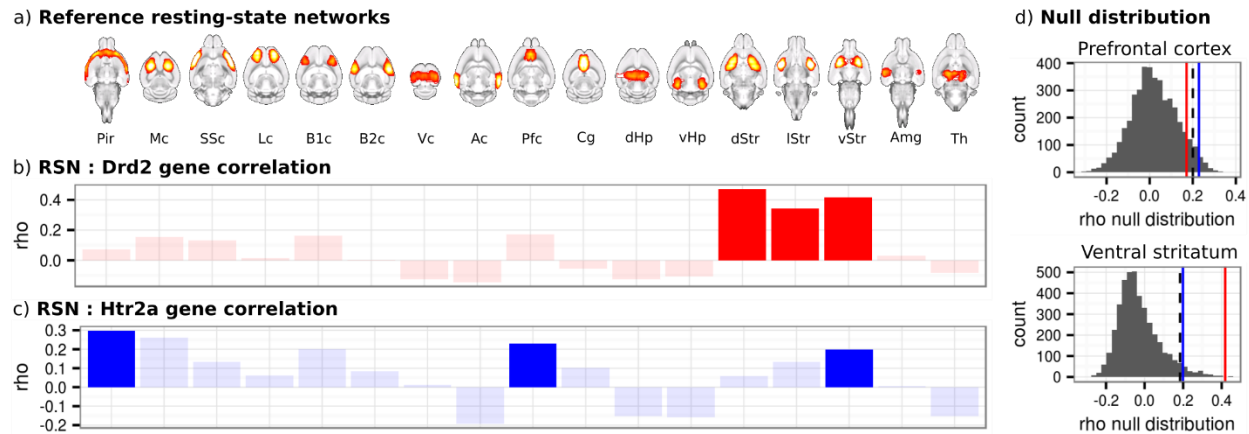 a) Reference resting-state networks
Pir Mc SSc Lc B1c B2c Vc Ac Pfc Cg dHp vHp dStr lStr vStr Amg Th
b) RSN : Drd2 gene correlation
rho
0.4
0.2
0.0
c) RSN : Htr2a gene correlation
rho
0.3
0.2
0.1
0.0
-0.1
-0.2
d) Null distribution
Prefrontal cortex
count
400
300
200
100
0
-0.2 0.0 0.2 0.4
rho null distribution
Ventral stritatum
count
500
400
300
200
100
0
-0.2 0.0 0.2 0.4
rho null distribution